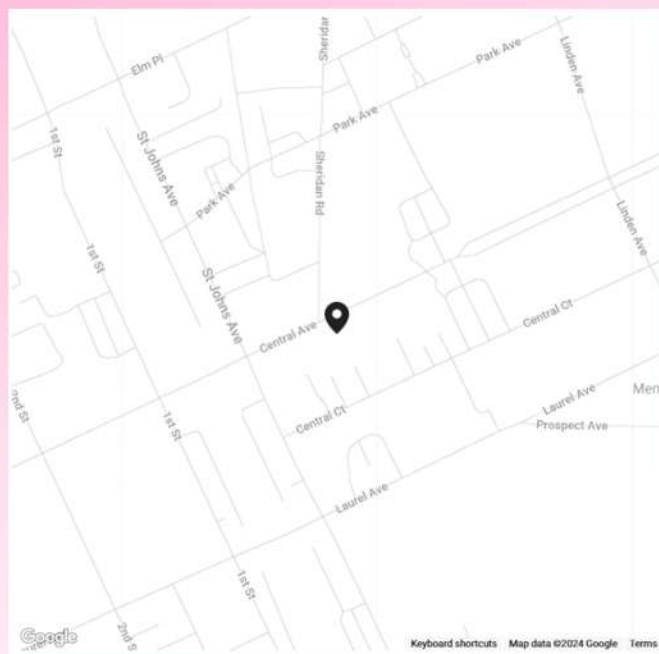 Sheridan
Elm Pl
Park Ave
Linden Ave
1st St
Park Ave
St Johns Ave
Sheridan Rd
Park Ave
Linden Ave
1st St
St Johns Ave
Central Ct
Central Ave
Laurel Ave
2nd St
Central Ct
1st St
Prospect Ave
Laurel Ave
1st St
2nd S
Google
Keyboard shortcuts Map data ©2024 Google Terms